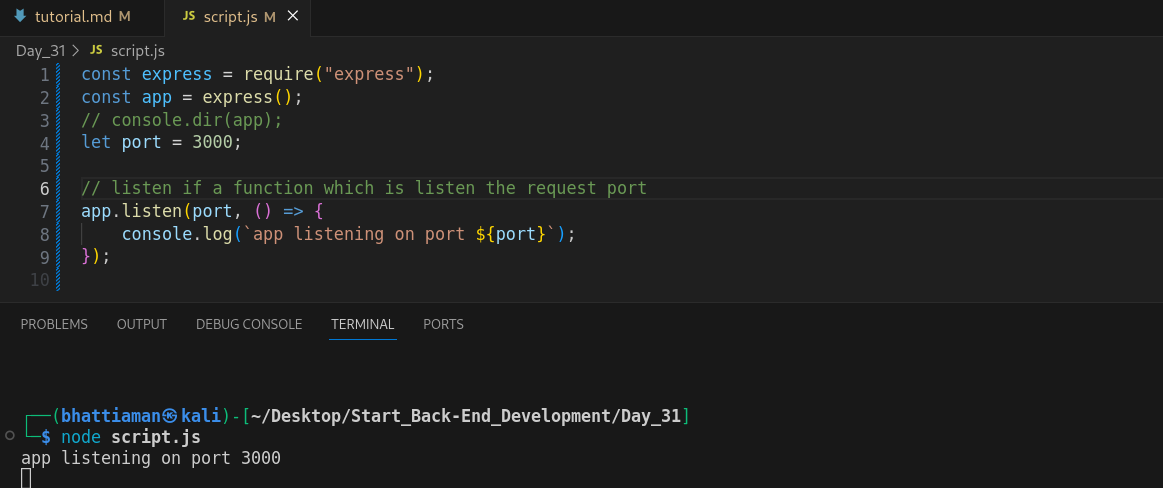 tutorial.md M JS script.js M
Day_31 > JS script.js
1 const express = require("express");
2 const app = express();
3 // console.dir(app);
4 let port = 3000;
5
6 // listen if a function which is listen the request port
7 app.listen(port, () => {
8 console.log(`app listening on port ${port}`);
9 });
10
PROBLEMS OUTPUT DEBUG CONSOLE TERMINAL PORTS
┌──(bhattiaman㉿kali)-[~/Desktop/Start_Back-End_Development/Day_31]
└─$ node script.js
app listening on port 3000